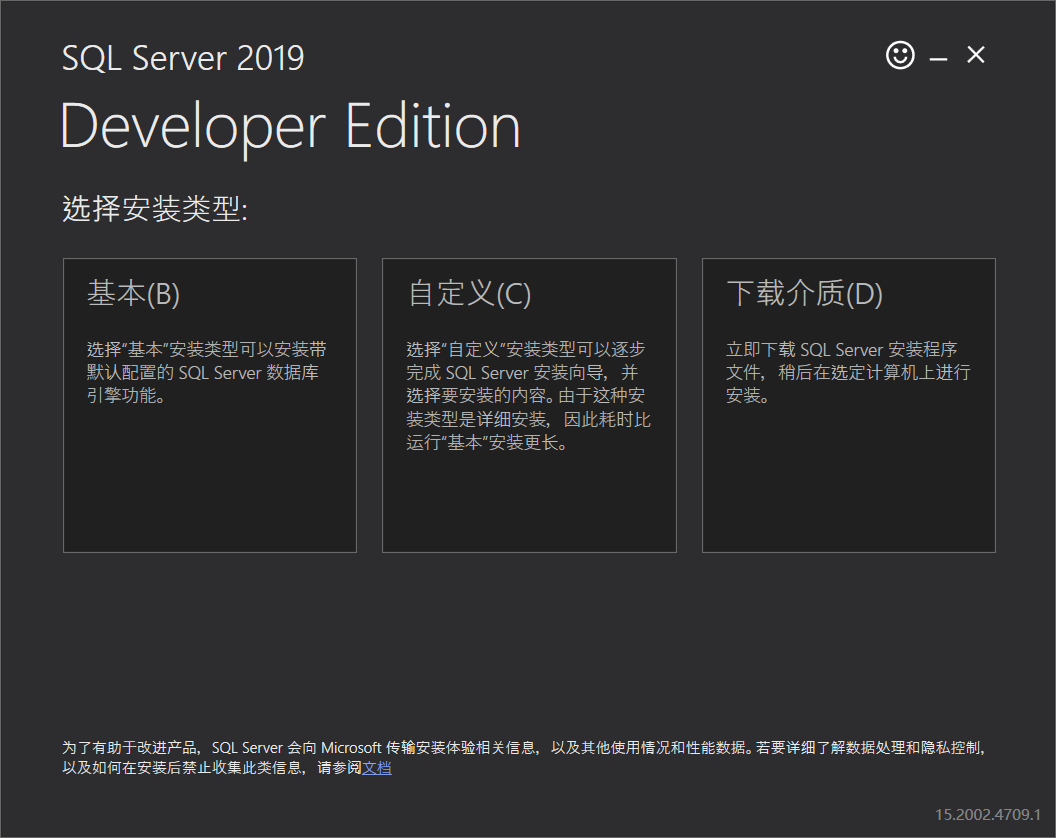 SQL Server 2019
Developer Edition
选择安装类型:
基本(B)
选择“基本”安装类型可以安装带
默认配置的 SQL Server 数据库
引擎功能。
自定义(C)
选择“自定义”安装类型可以逐步
完成 SQL Server 安装向导，并
选择要安装的内容。由于这种安
装类型是详细安装，因此耗时比
运行“基本”安装更长。
下载介质(D)
立即下载 SQL Server 安装程序
文件，稍后在选定计算机上进行
安装。
为了有助于改进产品，SQL Server 会向 Microsoft 传输安装体验相关信息，以及其他使用情况和性能数据。若要详细了解数据处理和隐私控制，
以及如何在安装后禁止收集此类信息，请参阅文档
15.2002.4709.1